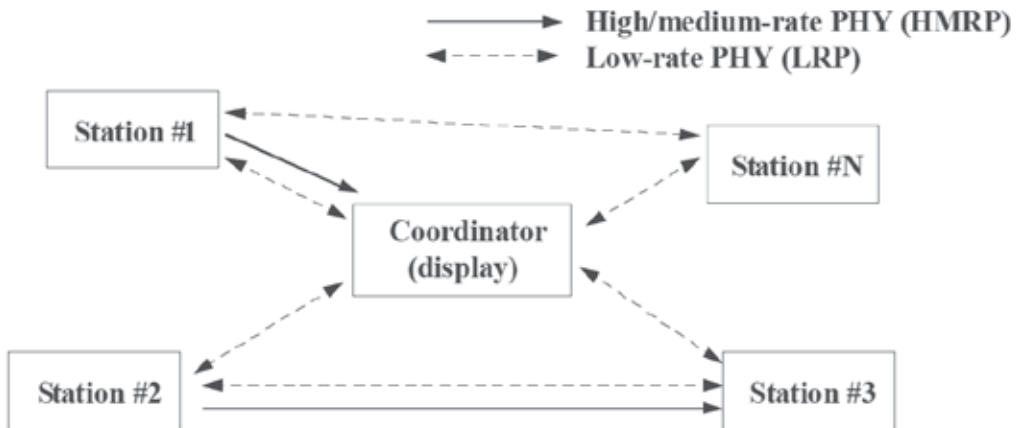 High/medium-rate PHY (HMRP)
Low-rate PHY (LRP)
Station #1
Station #N
Coordinator
(display)
Station #2
Station #3